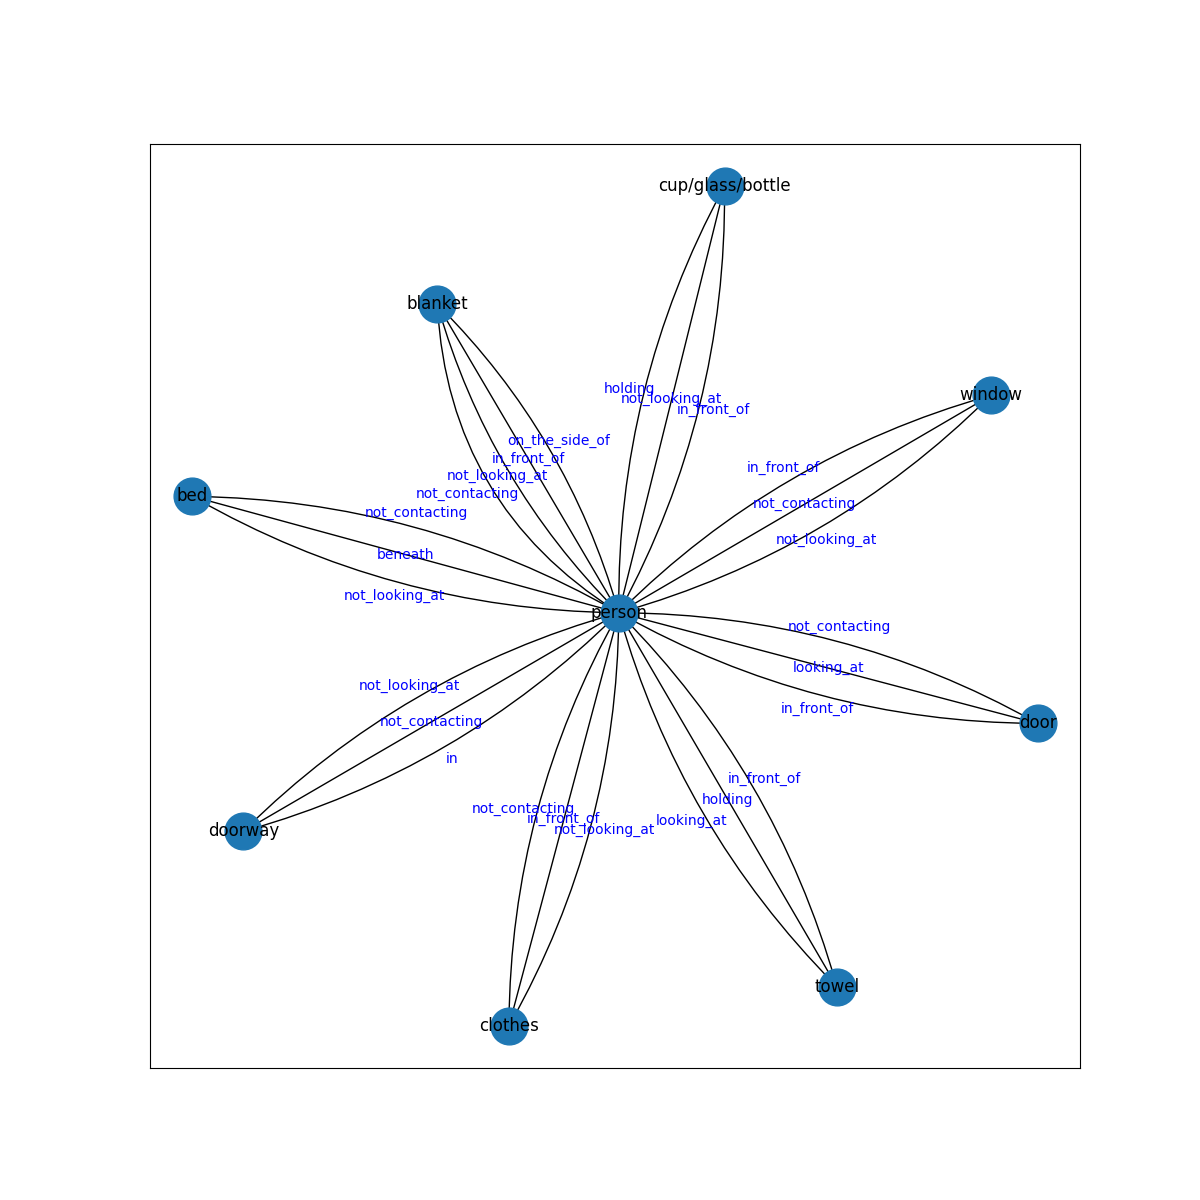 cup/glass/bottle
blanket
holding
window
not_looking_at
in_front_of
on_the_side_of
in_front_of
in_front_of
not_looking_at
not_contacting
bed
not_contacting
not_contacting
not_looking_at
beneath
not_looking_at
person
not_contacting
looking_at
not_looking_at
in_front_of
not_contacting
door
in
in_front_of
holding
not_contacting
in_front_of
looking_at
not_looking_at
doorway
towel
clothes